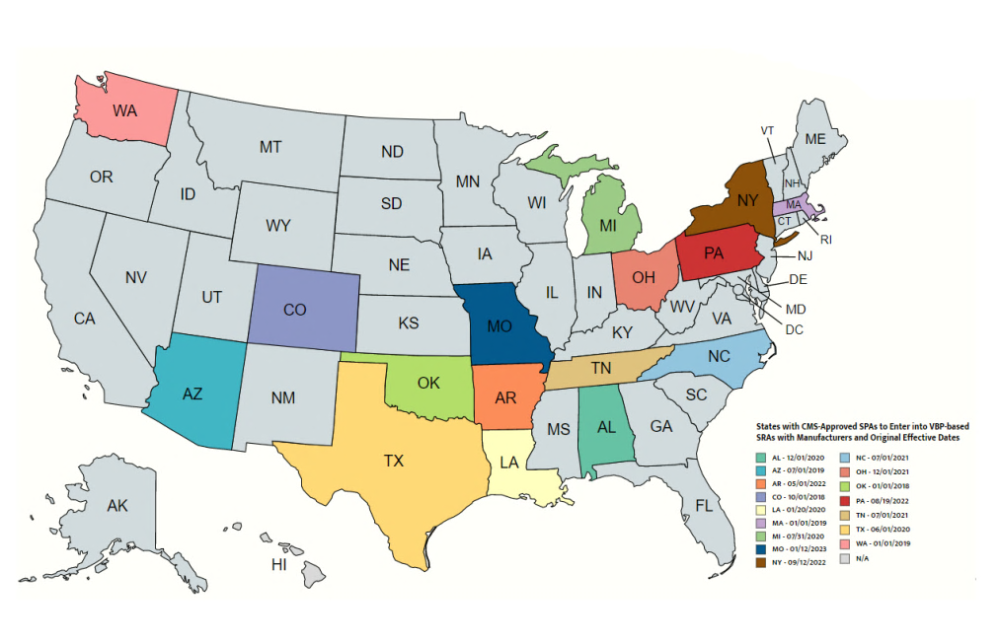 WA
MT
ND
MN
VT
ME
OR
ID
SD
WI
NH
NY
MA
WY
MI
CT
RI
IA
PA
NJ
NE
NV
UT
OH
DE
IL
IN
CO
WV
MD
CA
KS
MO
VA
DC
KY
NC
TN
AZ
NM
OK
AR
SC
MS
AL
GA
TX
LA
AK
FL
HI
States with CMS-Approved SPAs to Enter into VBP-based
SRAs with Manufacturers and Original Effective Dates
AL - 12/01/2020
AZ - 07/01/2019
AR - 05/01/2022
CO - 10/01/2018
LA - 01/20/2020
MA - 01/01/2019
MI - 07/31/2020
MO - 01/12/2023
NY - 09/12/2022
NC - 07/01/2021
OH - 12/01/2021
OK - 01/01/2018
PA - 08/19/2022
TN - 07/01/2021
TX - 06/01/2020
WA - 01/01/2019
N/A